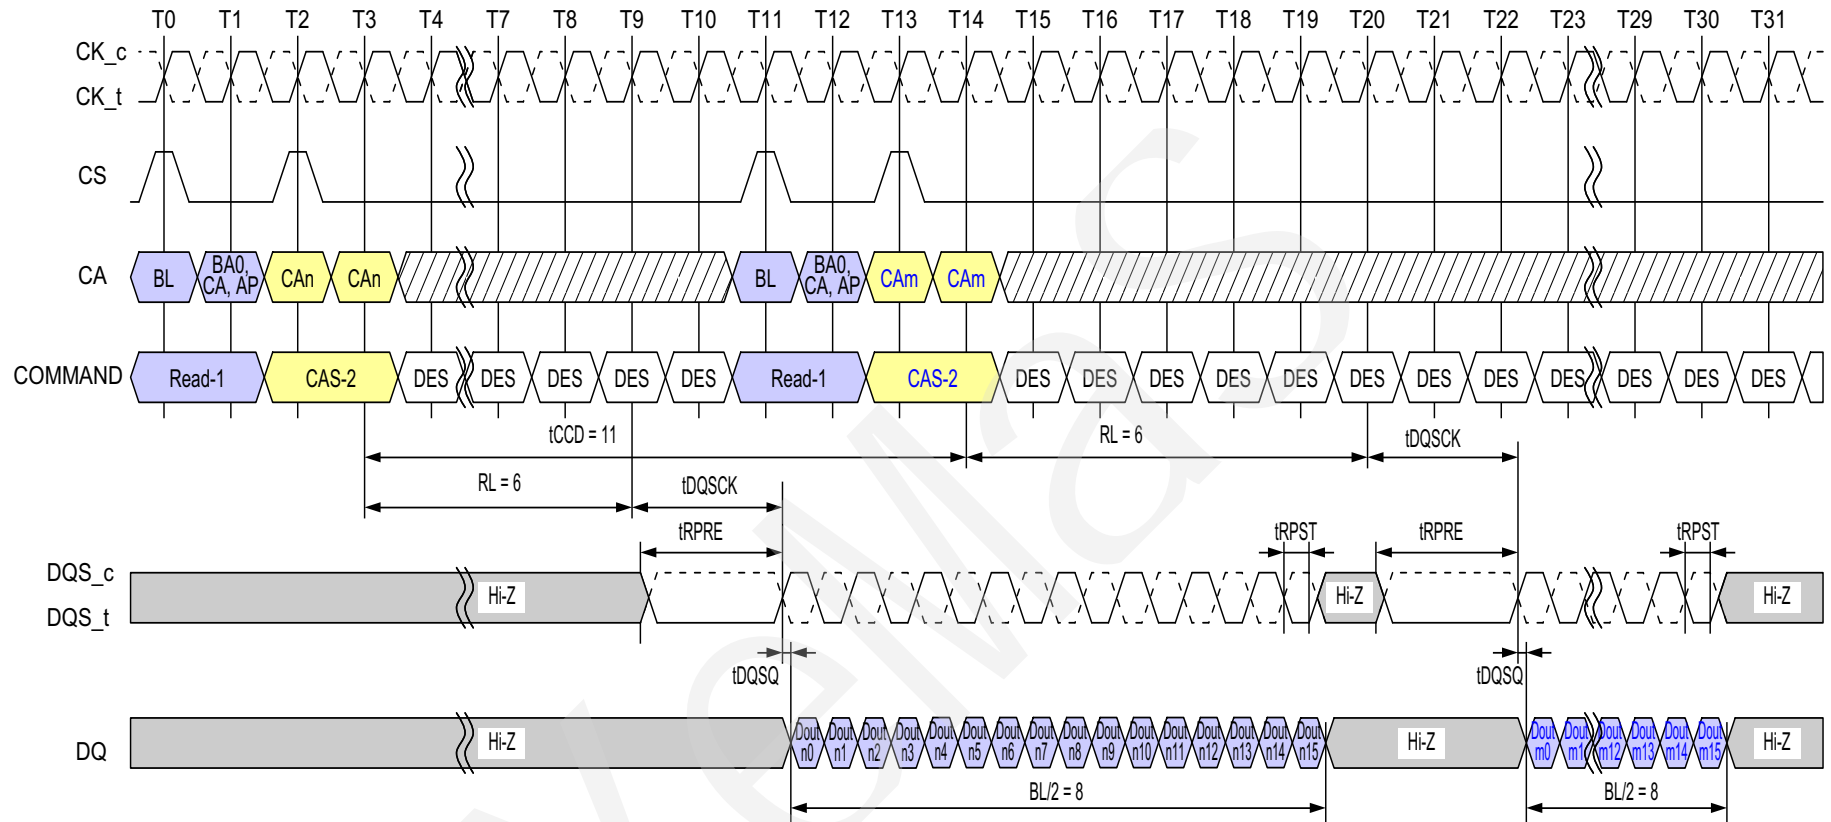 T0 T1 T2 T3 T4 T7 T8 T9 T10 T11 T12 T13 T14 T15 T16 T17 T18 T19 T20 T21 T22 T23 T29 T30 T31
CK_c
CK_t
CS
CA BL BA0, CA, AP CAn CAn BL BA0, CA, AP CAm CAm
COMMAND Read-1 CAS-2 DES DES DES DES DES Read-1 CAS-2 DES DES DES DES DES DES DES DES DES DES DES DES
tCCD = 11 RL = 6 tDQSCK
RL = 6 tDQSCK
tRPRE tRPST tRPRE tRPST
DQS_c
DQS_t
Hi-Z Hi-Z Hi-Z
tDQSQ tDQSQ
DQ Hi-Z Dout n0 Dout n1 Dout n2 Dout n3 Dout n4 Dout n5 Dout n6 Dout n7 Dout n8 Dout n9 Dout n10 Dout n11 Dout n12 Dout n13 Dout n14 Dout n15 Hi-Z Dout m0 Dout m1 Dout m12 Dout m13 Dout m14 Dout m15 Hi-Z
BL/2 = 8 BL/2 = 8